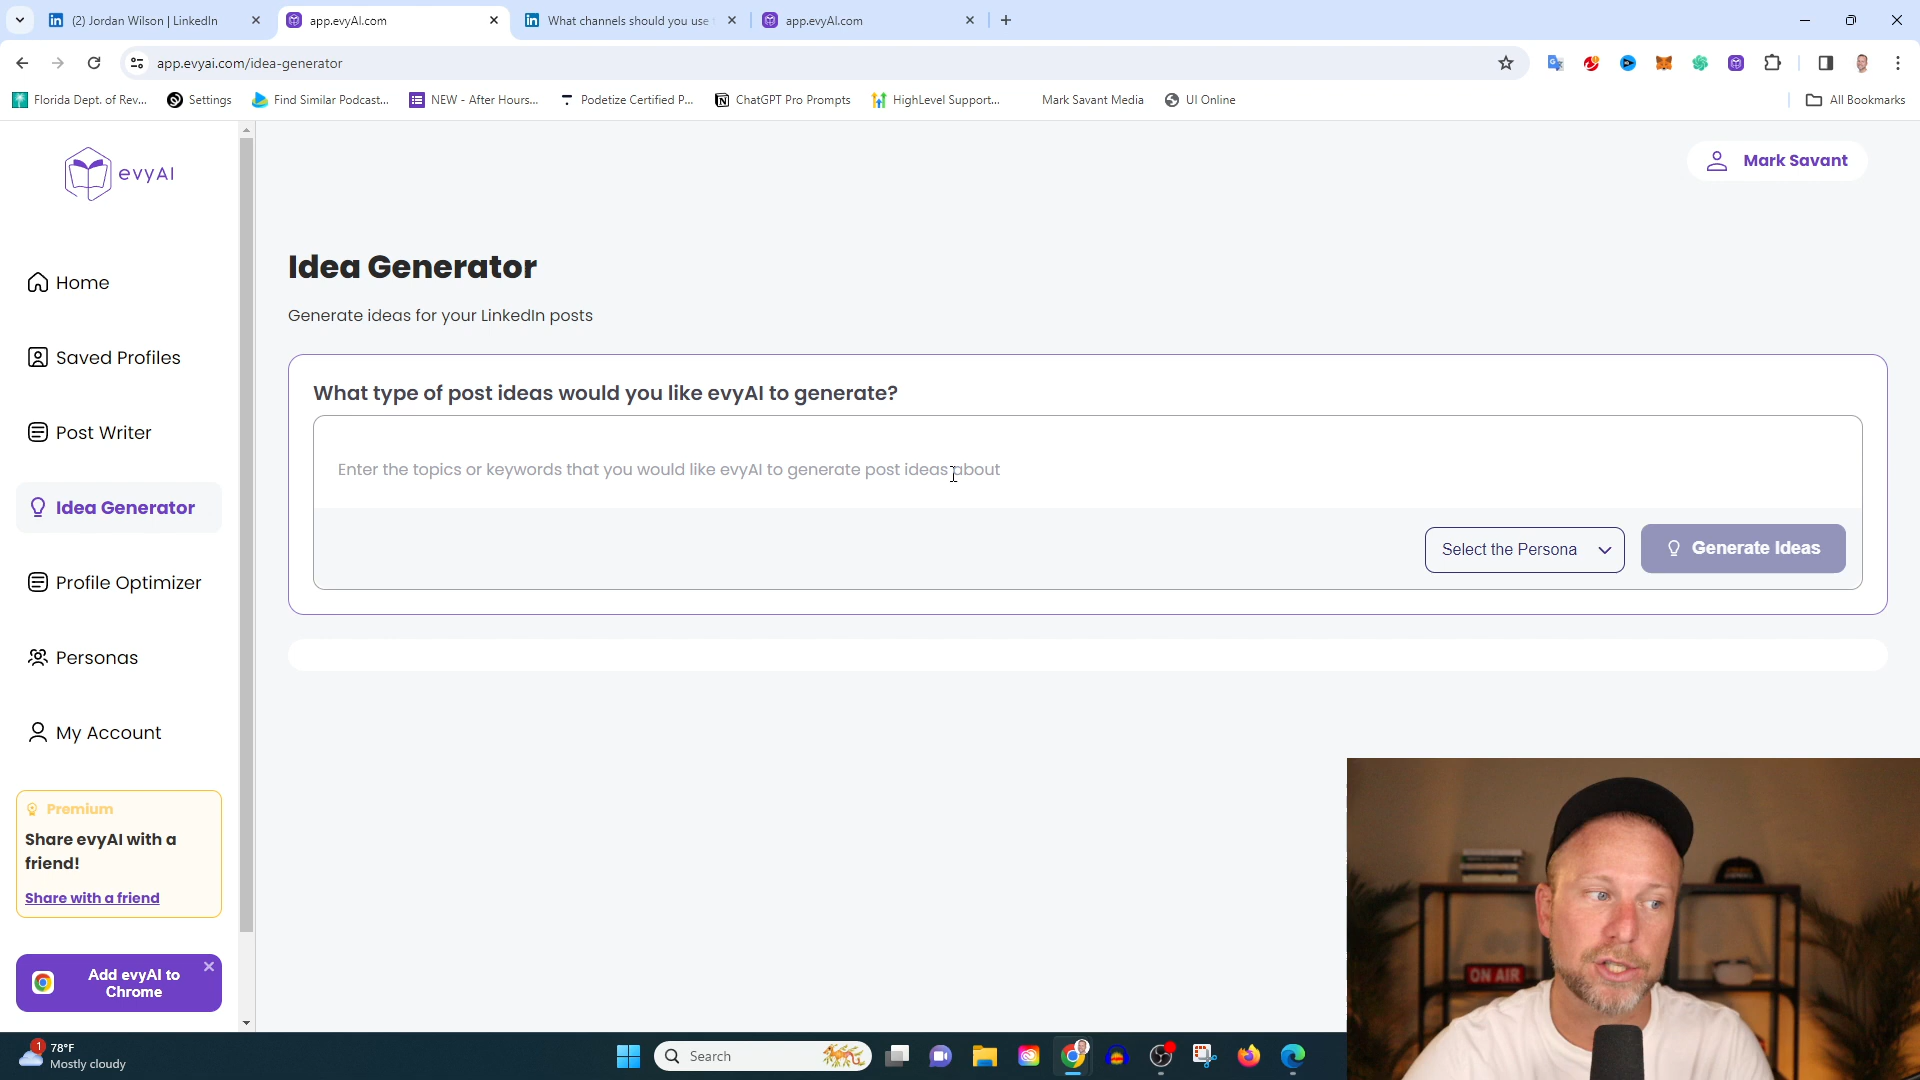 (2) Jordan Wilson | LinkedIn
app.evyAI.com
What channels should you use
app.evyAI.com
app.evyai.com/idea-generator
Florida Dept. of Rev...
Settings
Find Similar Podcast...
NEW - After Hours...
Podetize Certified P...
ChatGPT Pro Prompts
HighLevel Support...
Mark Savant Media
UI Online
All Bookmarks
evyAI
Mark Savant
Home
Saved Profiles
Post Writer
Idea Generator
Profile Optimizer
Personas
My Account
Premium
Share evyAI with a
friend!
Share with a friend
Add evyAI to
Chrome
Idea Generator
Generate ideas for your LinkedIn posts
What type of post ideas would you like evyAI to generate?
Enter the topics or keywords that you would like evyAI to generate post ideas about
Select the Persona
Generate Ideas
ON AIR
1
78°F
Mostly cloudy
Search